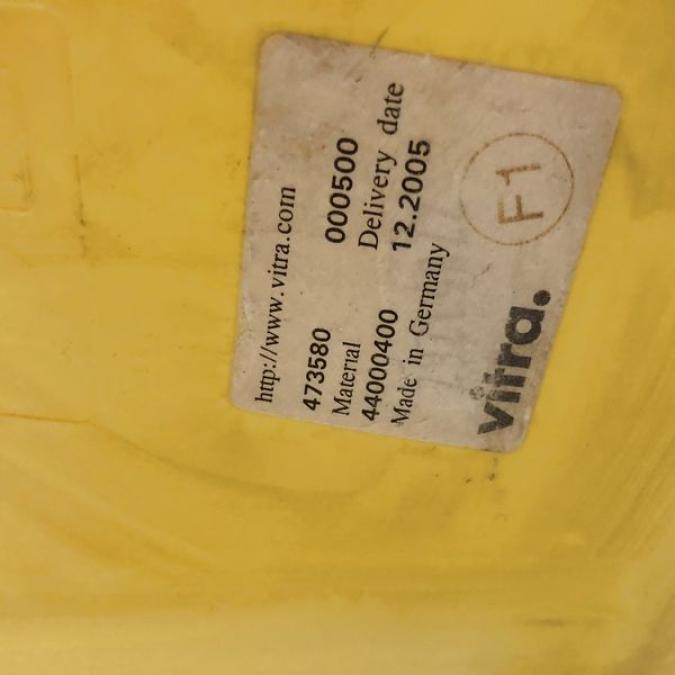 http://www.vitra.com
473580 000500
Material Delivery date
44000400 12.2005
Made in Germany
vitra.
F1